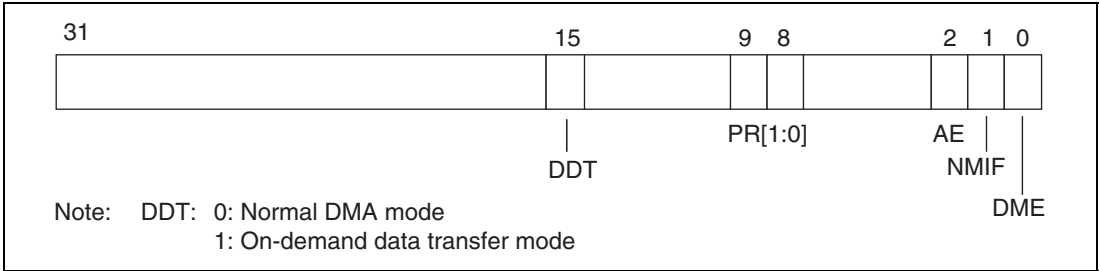 31 15 9 8 2 1 0
PR[1:0] AE
DDT NMIF
DME
Note: DDT: 0: Normal DMA mode
1: On-demand data transfer mode